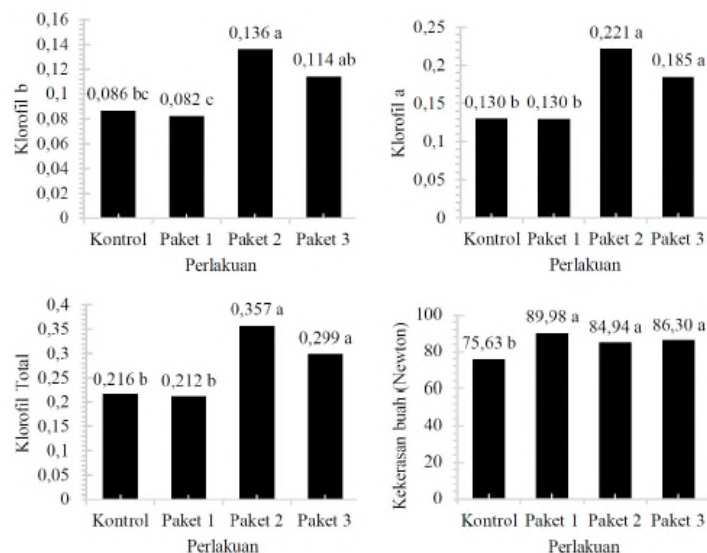 Klorofil b
0,16
0,14
0,12
0,1
0,08
0,06
0,04
0,02
0
0,086 bc
0,082 c
0,136 a
0,114 ab
Kontrol Paket 1 Paket 2 Paket 3
Perlakuan
Klorofil a
0,25
0,2
0,15
0,1
0,05
0
0,130 b
0,130 b
0,221 a
0,185 a
Kontrol Paket 1 Paket 2 Paket 3
Perlakuan
Klorofil Total
0,4
0,35
0,3
0,25
0,2
0,15
0,1
0,05
0
0,216 b
0,212 b
0,357 a
0,299 a
Kontrol Paket 1 Paket 2 Paket 3
Perlakuan
Kekerasan buah (Newton)
100
80
60
40
20
0
75,63 b
89,98 a
84,94 a
86,30 a
Kontrol Paket 1 Paket 2 Paket 3
Perlakuan